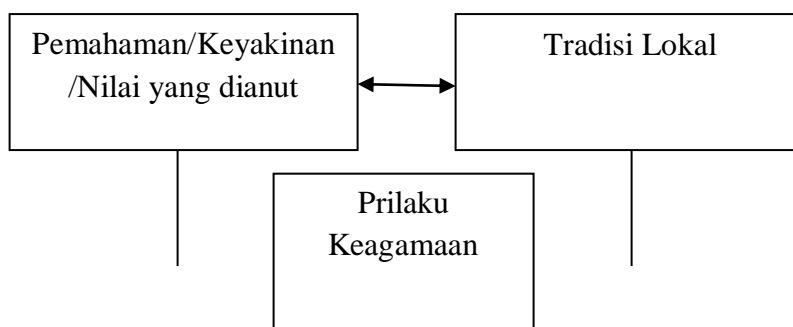 Pemahaman/Keyakinan
/Nilai yang dianut
Tradisi Lokal
Prilaku
Keagamaan